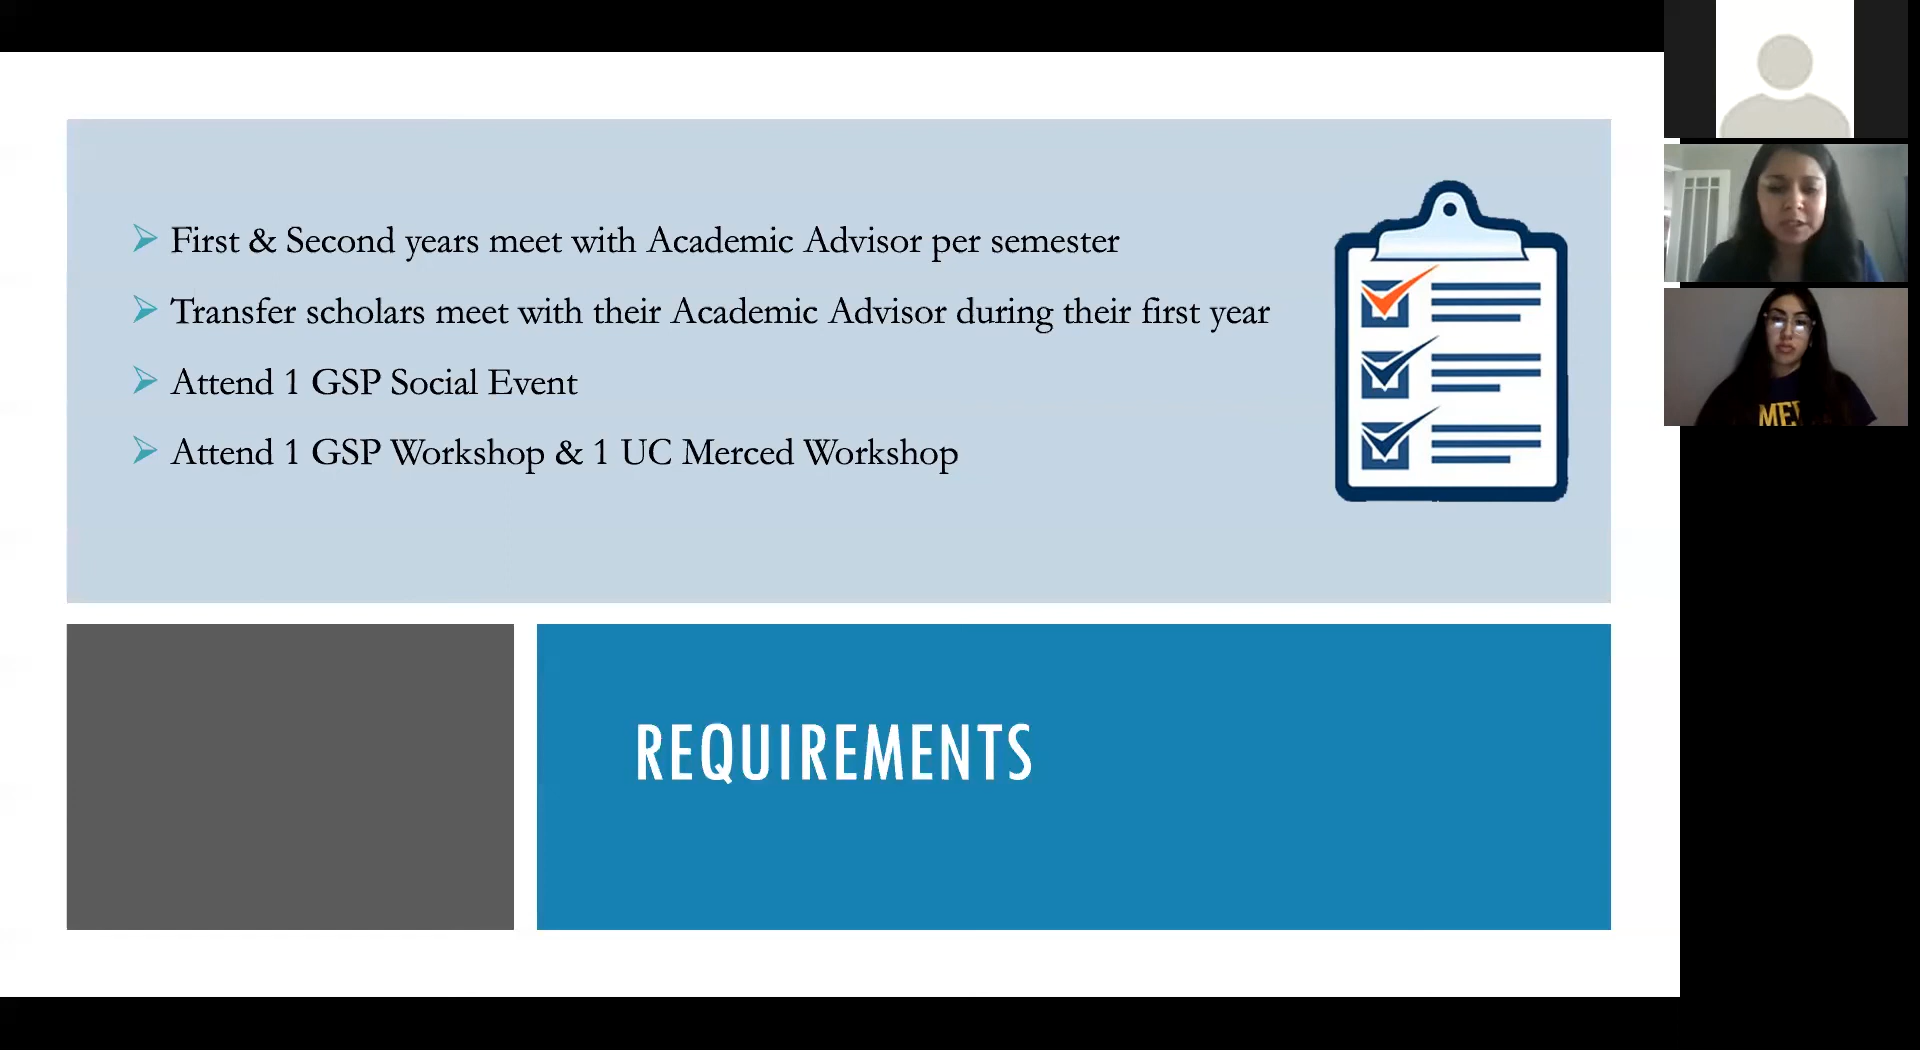 First & Second years meet with Academic Advisor per semester
Transfer scholars meet with their Academic Advisor during their first year
Attend 1 GSP Social Event
Attend 1 GSP Workshop & 1 UC Merced Workshop
REQUIREMENTS